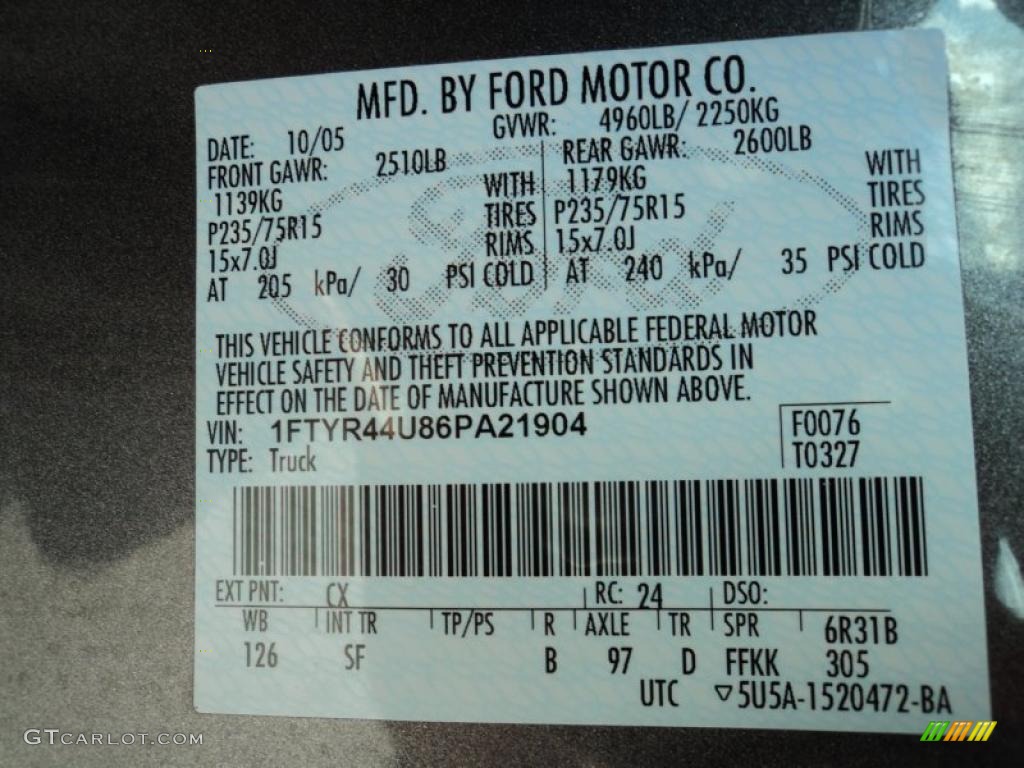 MFD. BY FORD MOTOR CO.
DATE: 10/05 GVWR: 4960LB/ 2250KG
FRONT GAWR: 2510LB REAR GAWR: 2600LB
1139KG WITH 1179KG WITH
P235/75R15 TIRES P235/75R15 TIRES
15x7.0J RIMS 15x7.0J RIMS
AT 205 kPa/ 30 PSI COLD AT 240 kPa/ 35 PSI COLD
THIS VEHICLE CONFORMS TO ALL APPLICABLE FEDERAL MOTOR
VEHICLE SAFETY AND THEFT PREVENTION STANDARDS IN
EFFECT ON THE DATE OF MANUFACTURE SHOWN ABOVE.
VIN: 1FTYR44U86PA21904 F0076
TYPE: Truck T0327
EXT PNT: CX RC: 24 DSO:
WB INT TR TP/PS R AXLE TR SPR 6R31B
126 SF B 97 D FFKK 305
UTC ▽5U5A-1520472-BA
GTCARLOT.COM